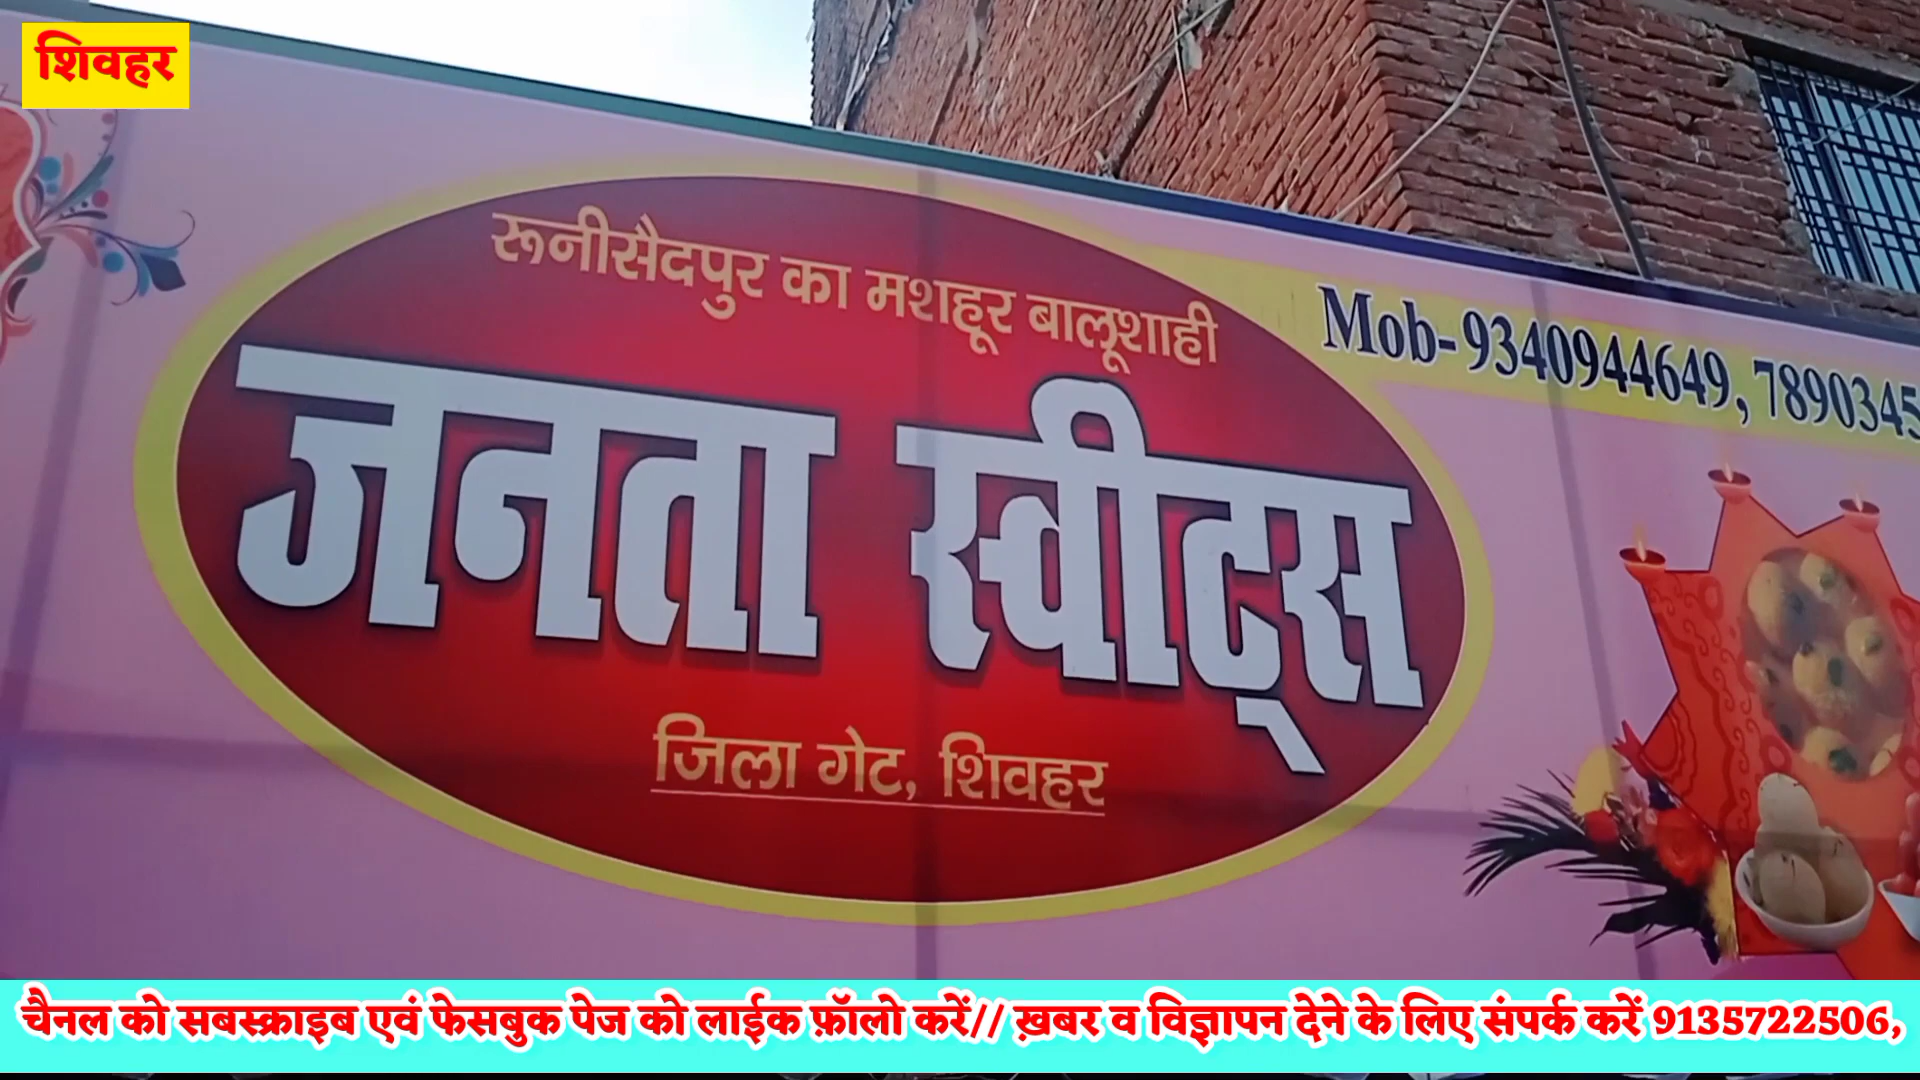 शिवहर
रूनीसैदपुर का मशहूर बालूशाही
Mob-9340944649, 7890345
जनता स्वीट्स
जिला गेट, शिवहर
चैनल को सबस्क्राइब एवं फेसबुक पेज को लाईक फ़ॉलो करें// ख़बर व विज्ञापन देने के लिए संपर्क करें 9135722506,